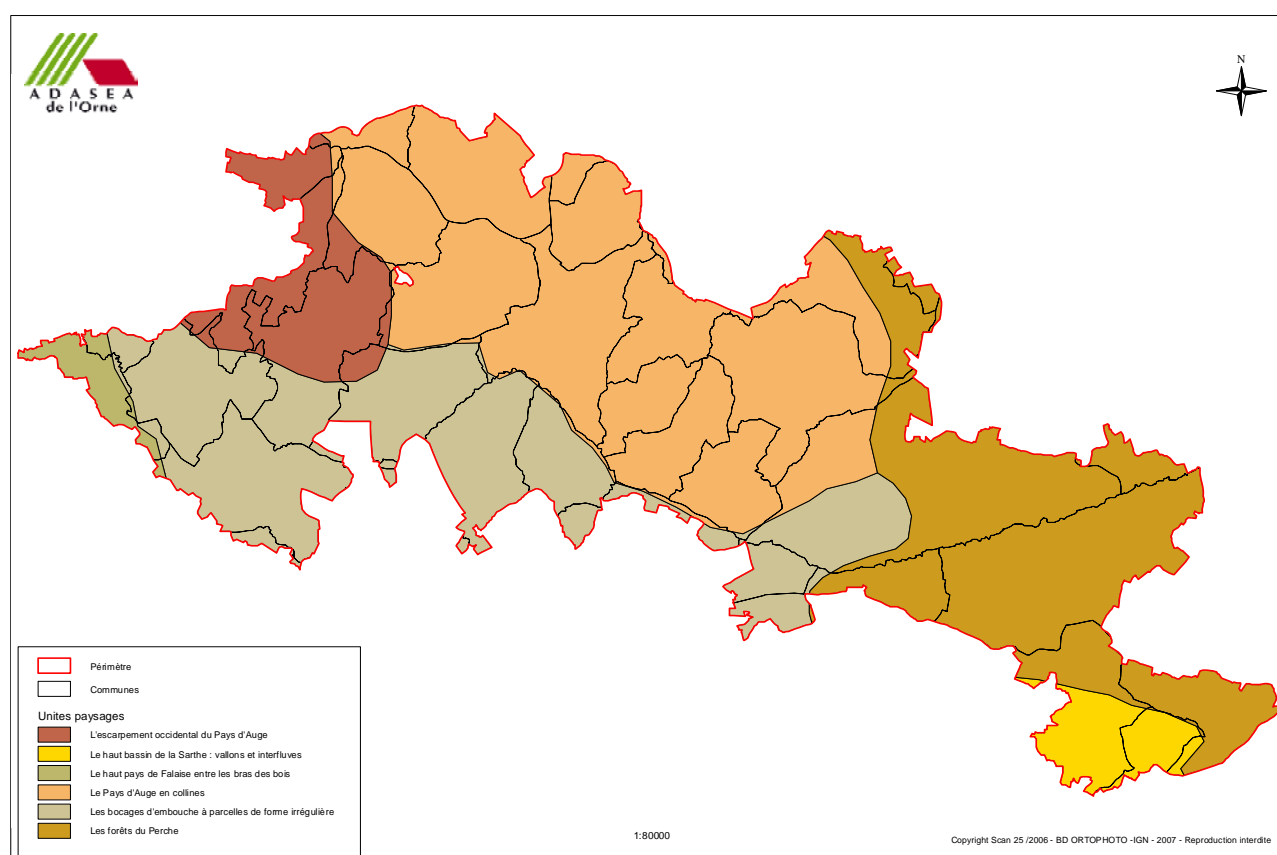 ADASEA
de l'Orne
N
Périmètre
Communes
Unites paysages
L'escarpement occidental du Pays d'Auge
Le haut bassin de la Sarthe : vallons et interfluves
Le haut pays de Falaise entre les bras des bois
Le Pays d'Auge en collines
Les bocages d'embouche à parcelles de forme irrégulière
Les forêts du Perche
1:80000
Copyright Scan 25 /2006 - BD ORTOPHOTO -IGN - 2007 - Reproduction interdite